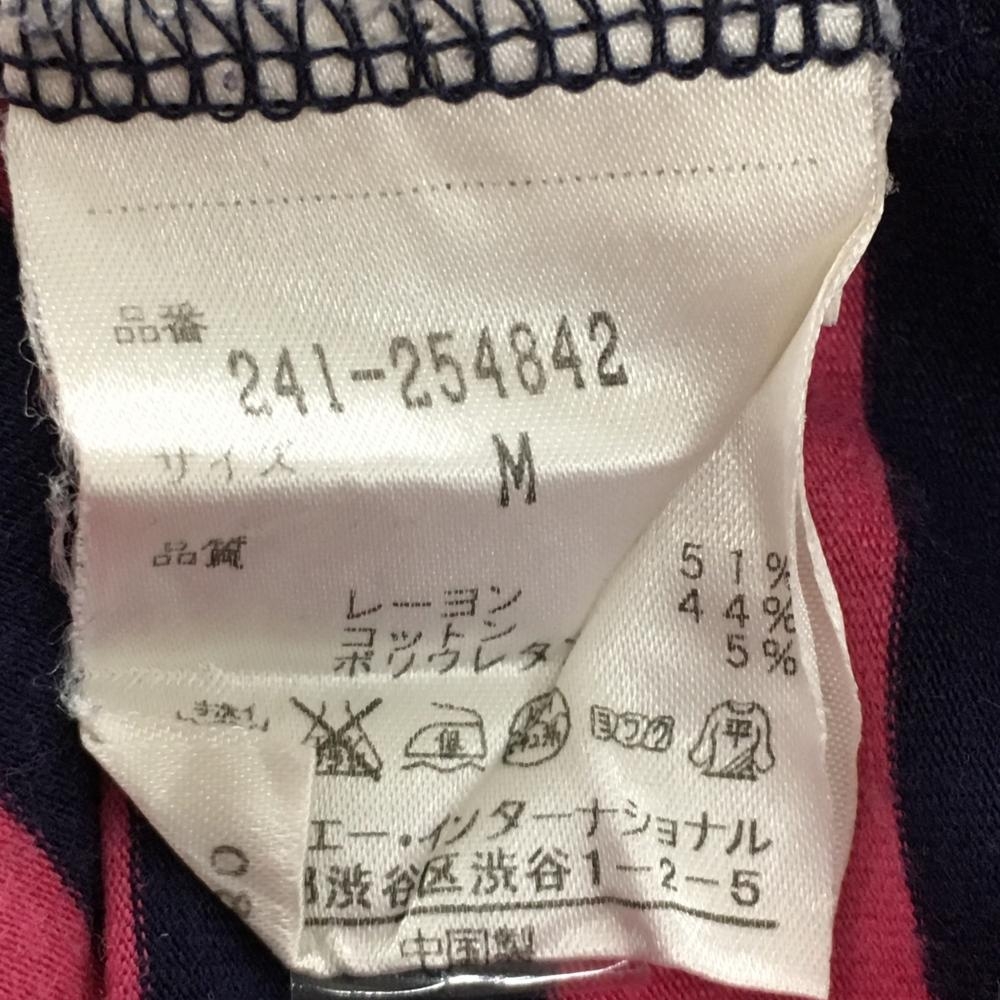 品番
241-254842
サイズ M
品質
レーヨン 51%
コットン 44%
ポリウレタ 5%
手洗イ 低 ヨワク 平
エー・インターナショナル
渋谷区渋谷1-2-5
中国製